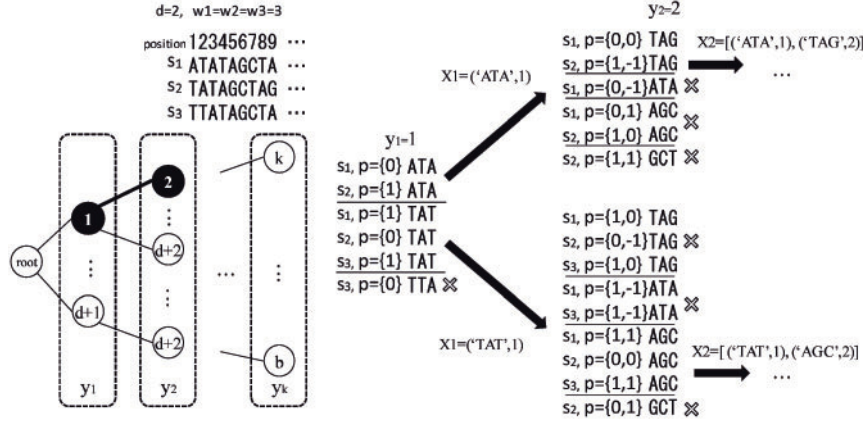 d=2, w1=w2=w3=3
position 123456789 ...
s1 ATATAGCTA ...
s2 TATAGCTAG ...
s3 TTATAGCTA ...
root
1
d+1
⋮
y1
2
⋮
d+2
⋮
d+2
y2
...
k
⋮
b
yk
y1=1
s1, p={0} ATA
s2, p={1} ATA
s1, p={1} TAT
s2, p={0} TAT
s3, p={1} TAT
s3, p={0} TTA ×
X1=('ATA',1)
X1=('TAT',1)
y2=2
s1, p={0,0} TAG
s2, p={1,-1} TAG
s1, p={0,-1} ATA ×
s1, p={0,1} AGC
×
s2, p={1,0} AGC
s2, p={1,1} GCT ×
X2=[('ATA',1), ('TAG',2)]
...
s1, p={1,0} TAG
s2, p={0,-1} TAG ×
s3, p={1,0} TAG
s1, p={1,-1} ATA
×
s3, p={1,-1} ATA
s1, p={1,1} AGC
s2, p={0,0} AGC
s3, p={1,1} AGC
s2, p={0,1} GCT ×
X2=[('TAT',1), ('AGC',2)]
...